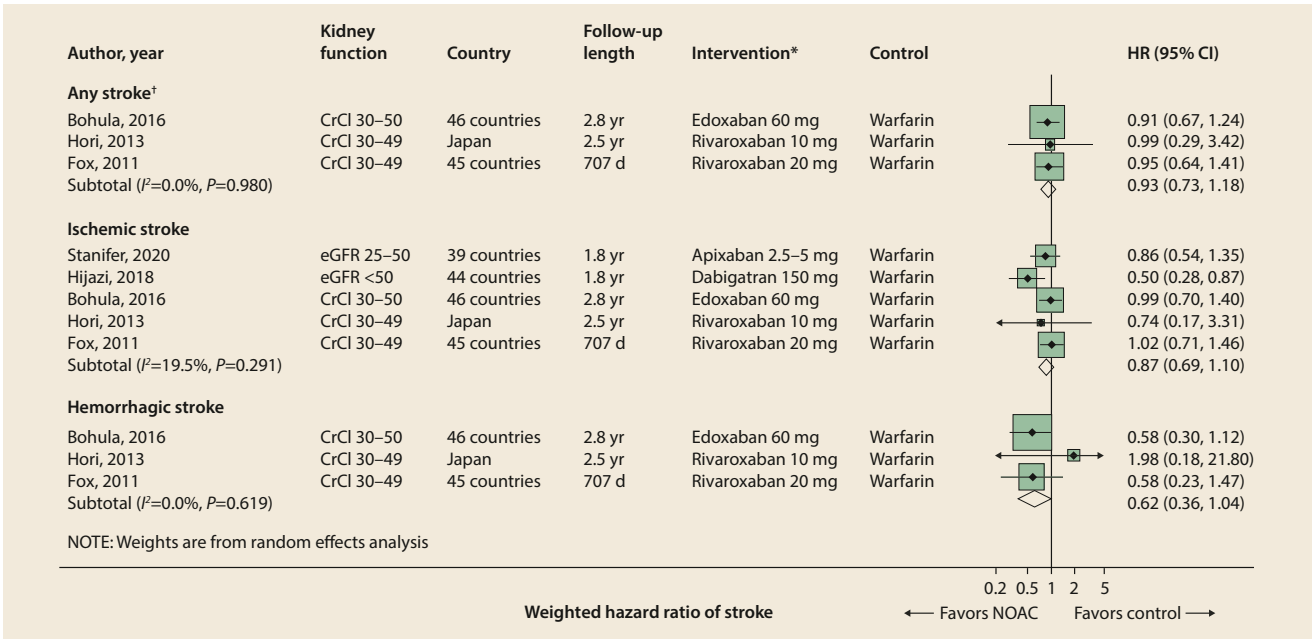 Author, year Kidney function Country Follow-up length Intervention* Control HR (95% CI)
Any stroke†
Bohula, 2016 CrCl 30–50 46 countries 2.8 yr Edoxaban 60 mg Warfarin 0.91 (0.67, 1.24)
Hori, 2013 CrCl 30–49 Japan 2.5 yr Rivaroxaban 10 mg Warfarin 0.99 (0.29, 3.42)
Fox, 2011 CrCl 30–49 45 countries 707 d Rivaroxaban 20 mg Warfarin 0.95 (0.64, 1.41)
Subtotal (I²=0.0%, P=0.980) 0.93 (0.73, 1.18)
Ischemic stroke
Stanifer, 2020 eGFR 25–50 39 countries 1.8 yr Apixaban 2.5–5 mg Warfarin 0.86 (0.54, 1.35)
Hijazi, 2018 eGFR <50 44 countries 1.8 yr Dabigatran 150 mg Warfarin 0.50 (0.28, 0.87)
Bohula, 2016 CrCl 30–50 46 countries 2.8 yr Edoxaban 60 mg Warfarin 0.99 (0.70, 1.40)
Hori, 2013 CrCl 30–49 Japan 2.5 yr Rivaroxaban 10 mg Warfarin 0.74 (0.17, 3.31)
Fox, 2011 CrCl 30–49 45 countries 707 d Rivaroxaban 20 mg Warfarin 1.02 (0.71, 1.46)
Subtotal (I²=19.5%, P=0.291) 0.87 (0.69, 1.10)
Hemorrhagic stroke
Bohula, 2016 CrCl 30–50 46 countries 2.8 yr Edoxaban 60 mg Warfarin 0.58 (0.30, 1.12)
Hori, 2013 CrCl 30–49 Japan 2.5 yr Rivaroxaban 10 mg Warfarin 1.98 (0.18, 21.80)
Fox, 2011 CrCl 30–49 45 countries 707 d Rivaroxaban 20 mg Warfarin 0.58 (0.23, 1.47)
Subtotal (I²=0.0%, P=0.619) 0.62 (0.36, 1.04)
NOTE: Weights are from random effects analysis
0.2 0.5 1 2 5
Weighted hazard ratio of stroke ← Favors NOAC Favors control →